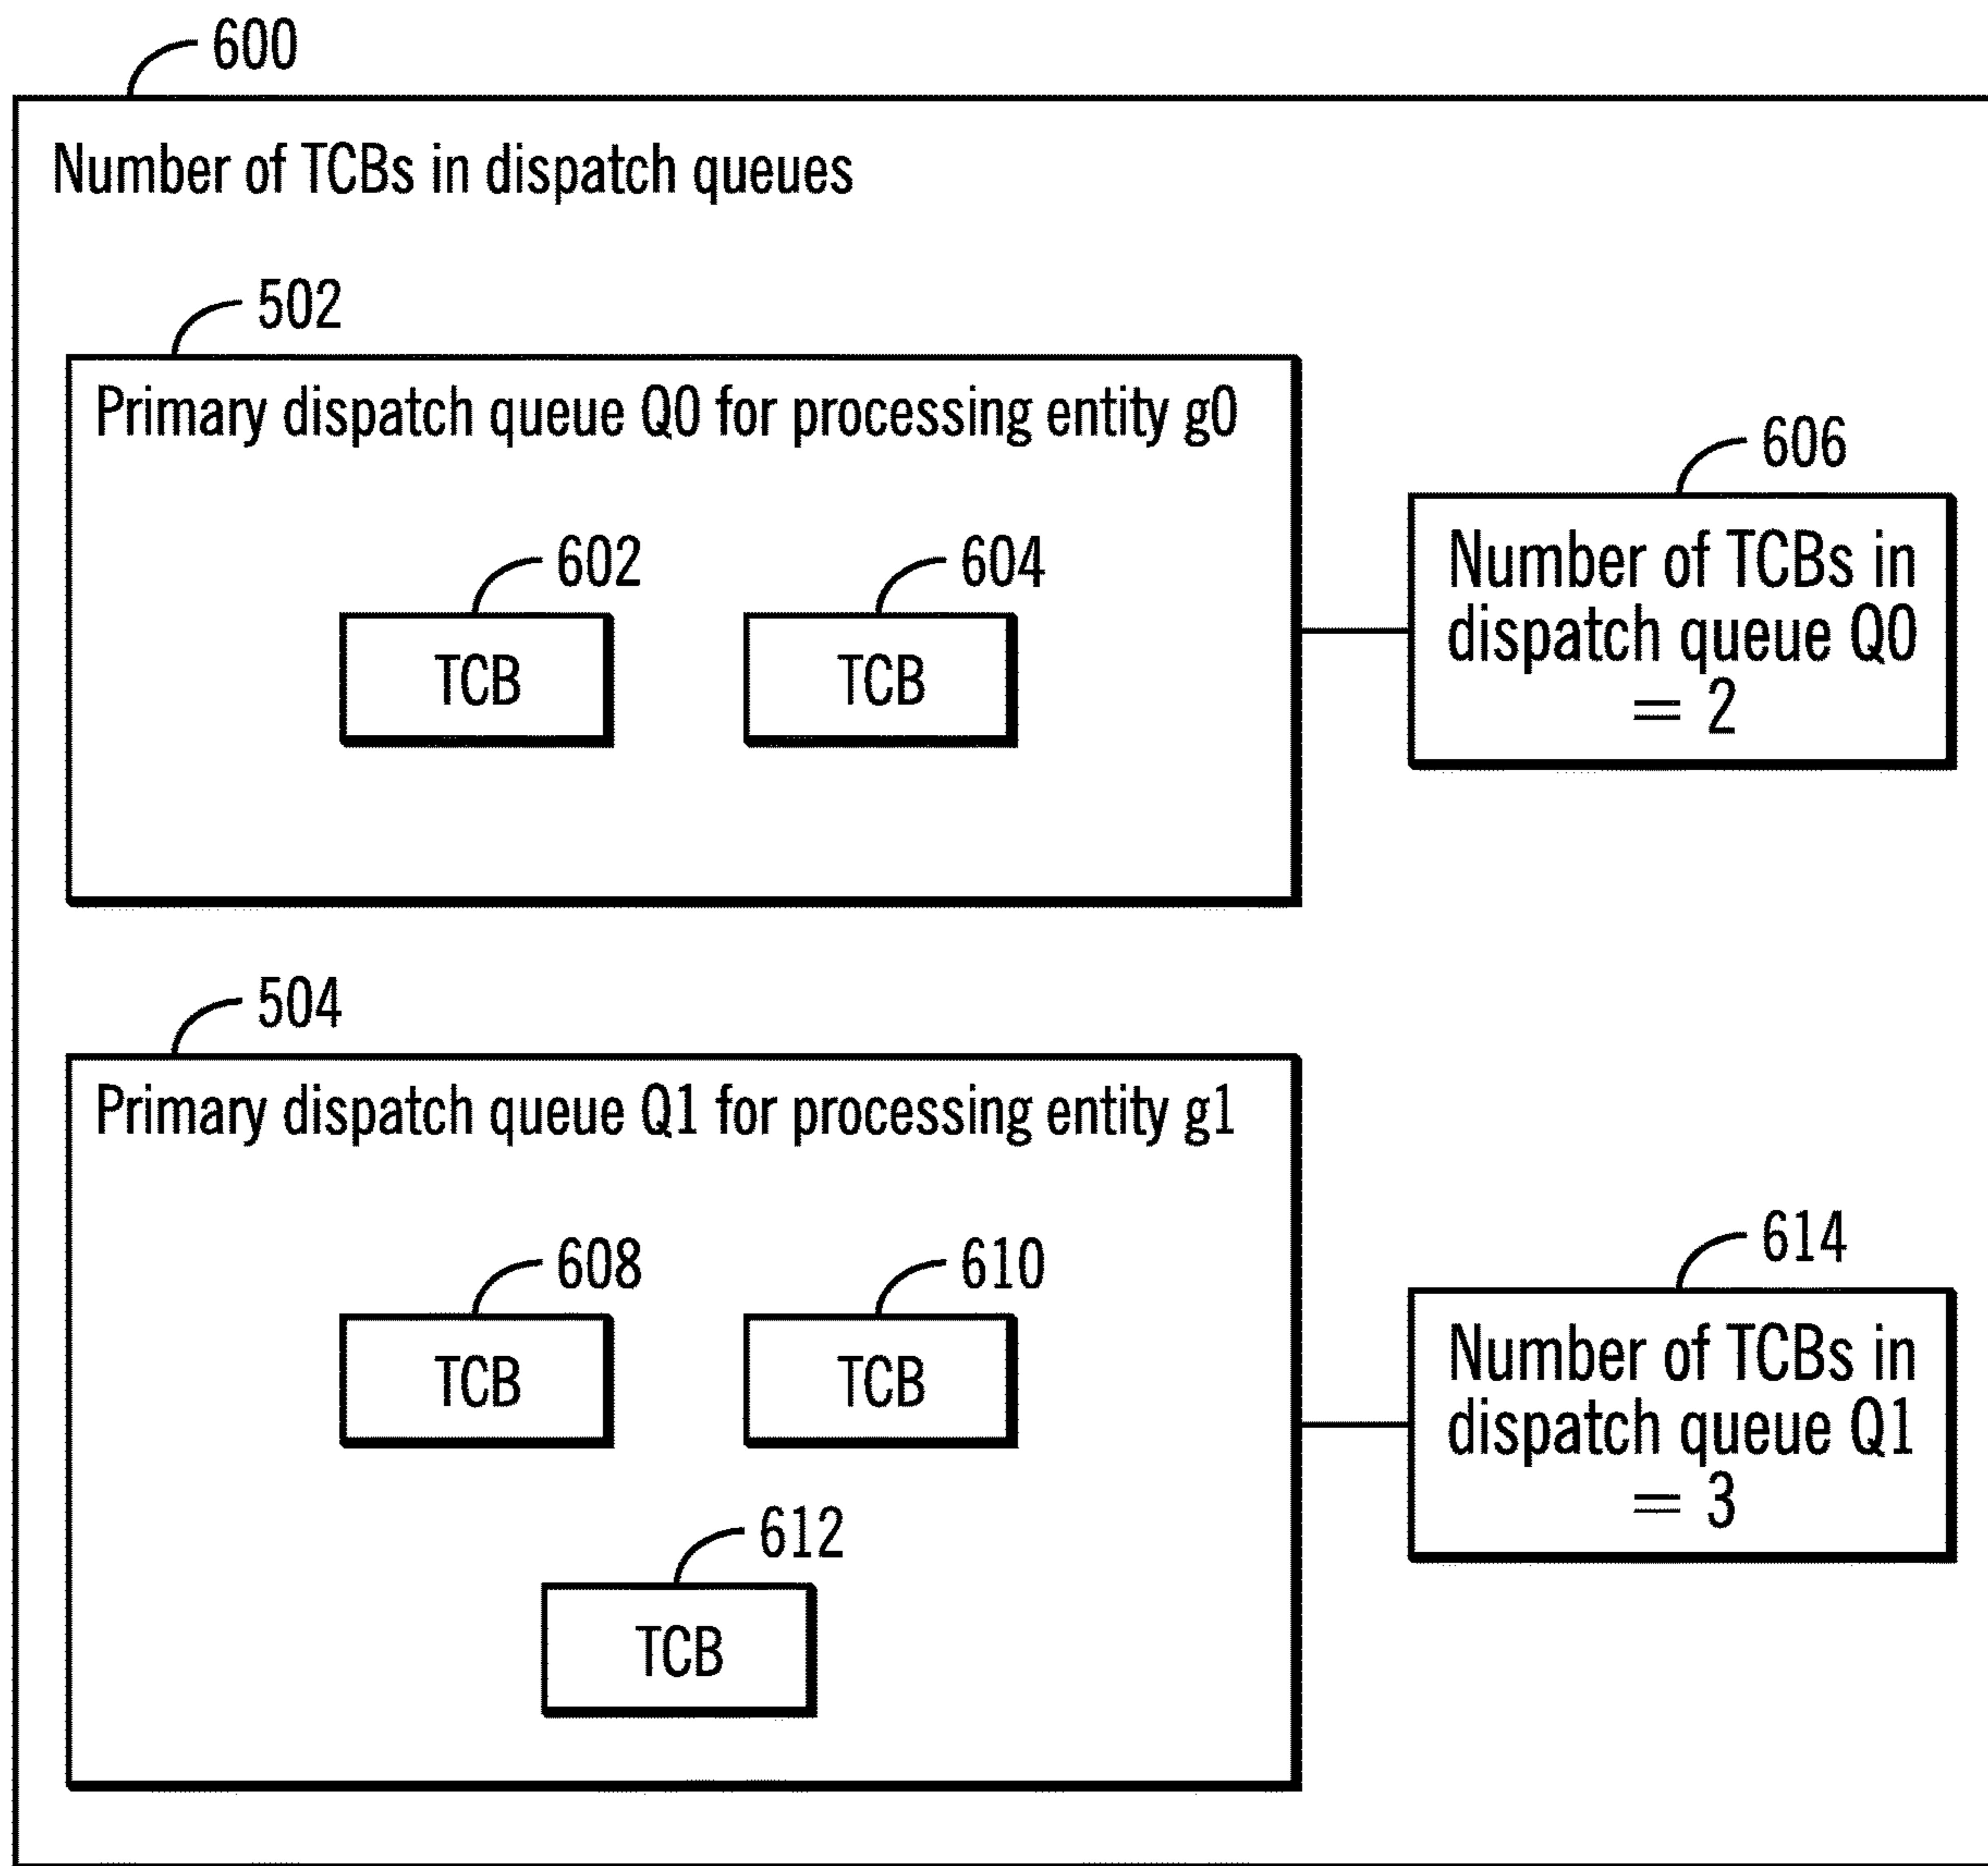 600
Number of TCBs in dispatch queues
502
Primary dispatch queue Q0 for processing entity g0
606
Number of TCBs in
dispatch queue Q0
= 2
602
604
TCB
TCB
504
Primary dispatch queue Q1 for processing entity g1
614
Number of TCBs in
dispatch queue Q1
= 3
608
610
TCB
TCB
612
TCB